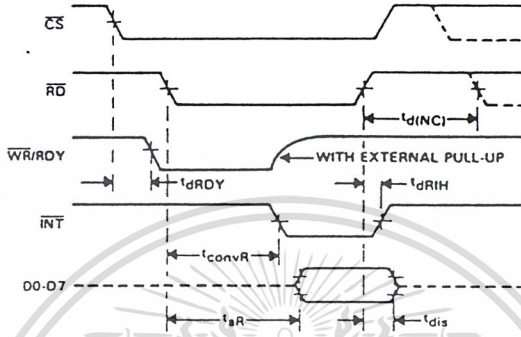 CS
RD
td(NC)
WR/RDY
WITH EXTERNAL PULL-UP
tdRDY
tdRIH
INT
tconvR
D0-D7
taR
tdis